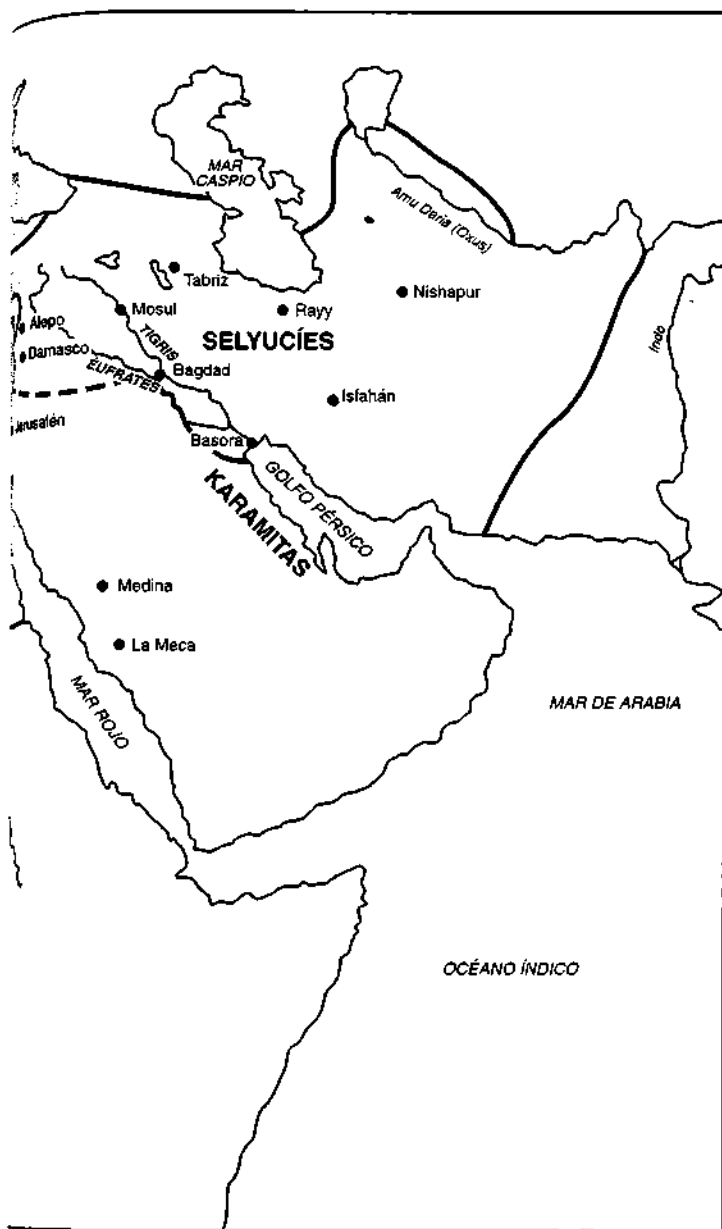 MAR
CASPIO
Amu Daria (Oxus)
Tabriz
Nishapur
Mosul
Rayy
Alepo
TIGRIS
SELYUCÍES
Indo
Damasco
Bagdad
ÉUFRATES
Isfahán
Jerusalén
Basora
GOLFO PÉRSICO
KARAMITAS
Medina
La Meca
MAR ROJO
MAR DE ARABIA
OCÉANO ÍNDICO